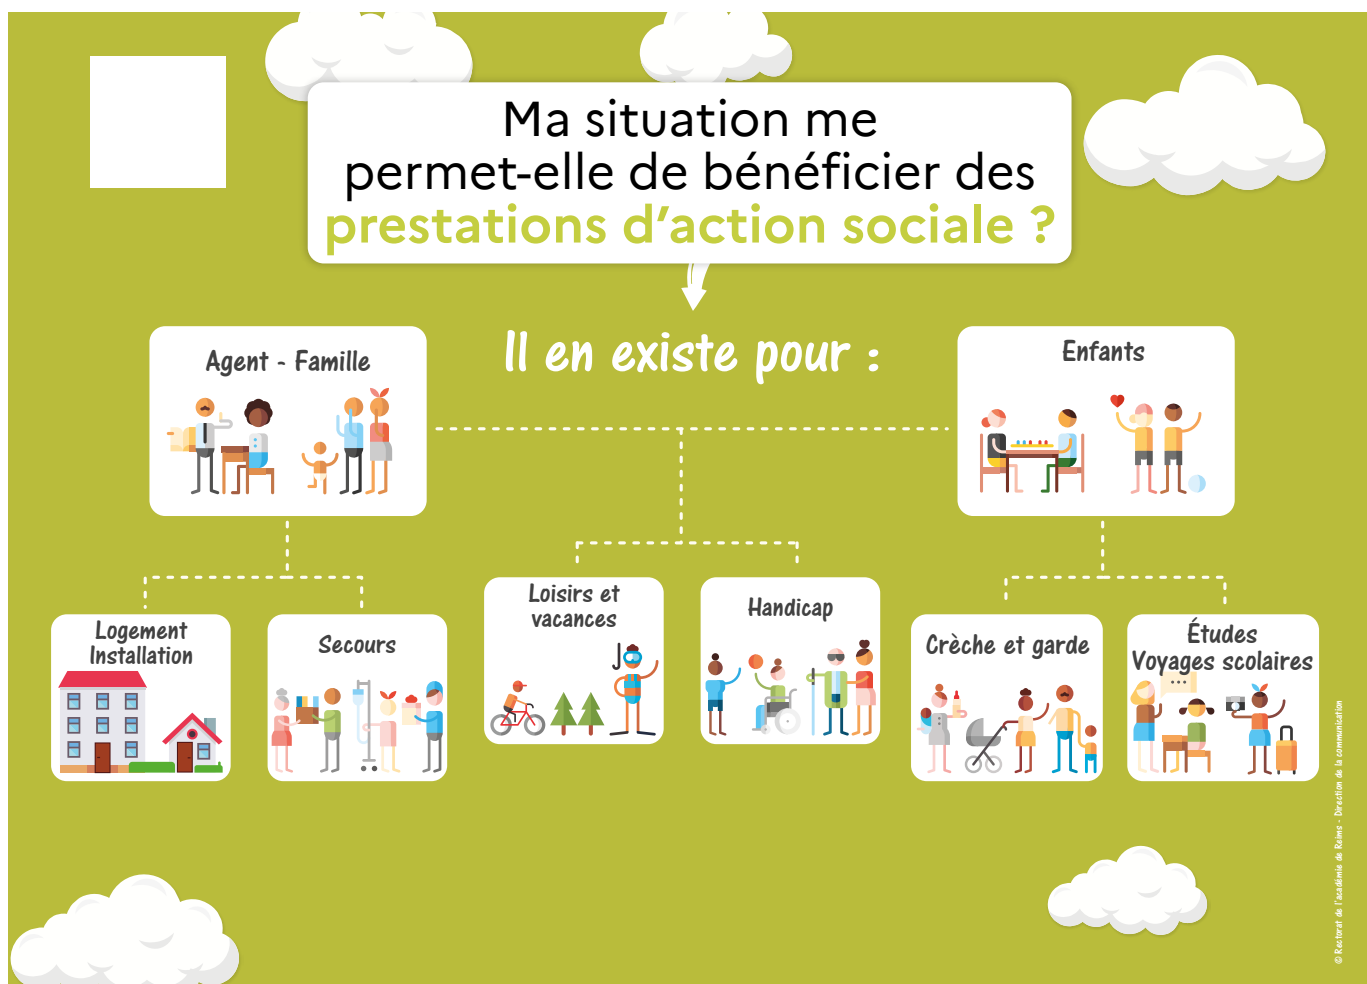 Ma situation me
permet-elle de bénéficier des
prestations d'action sociale ?
Il en existe pour :
Agent - Famille
Enfants
Logement
Installation
Secours
Loisirs et
vacances
Handicap
Crèche et garde
Études
Voyages scolaires
© Rectorat de l'académie de Reims - Direction de la communication